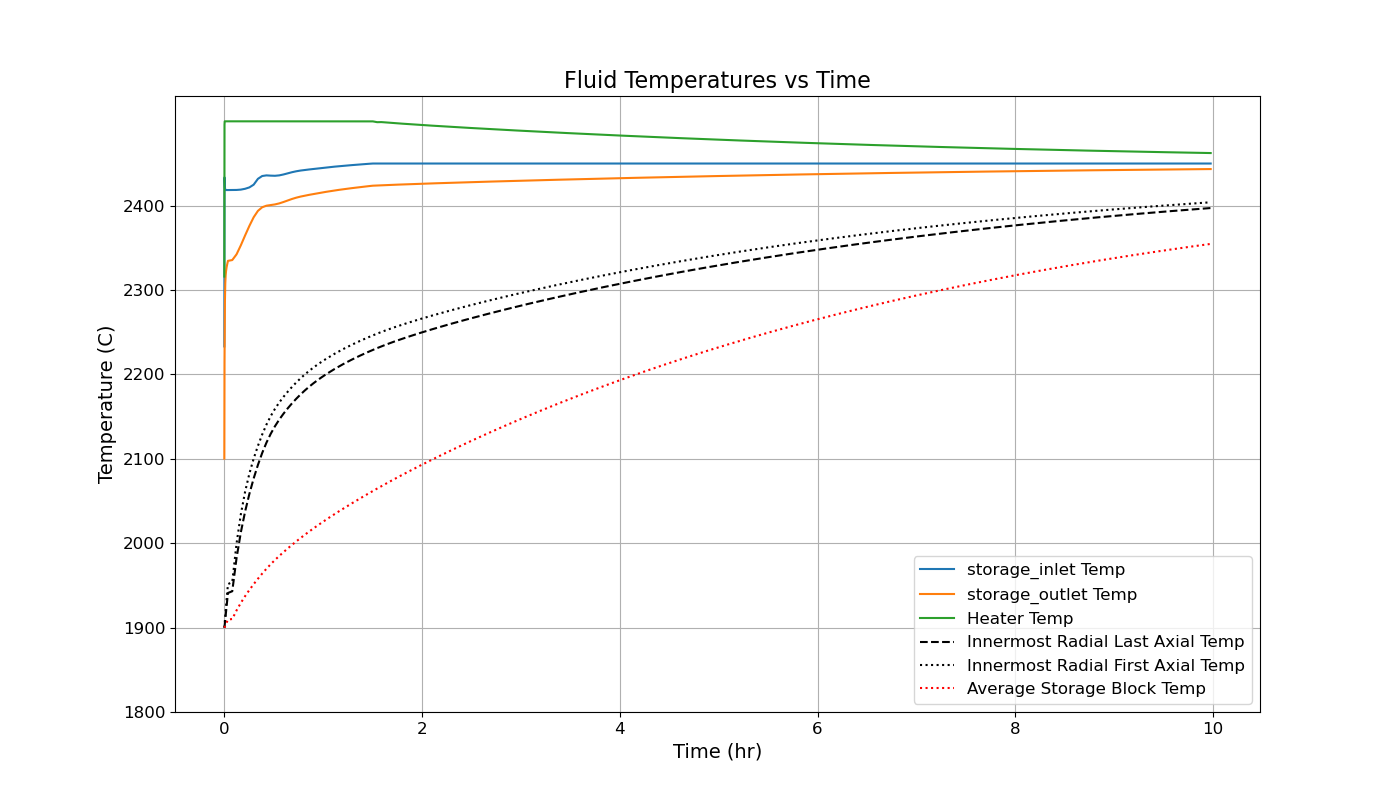 Fluid Temperatures vs Time
Temperature (C)
2400
2300
2200
2100
2000
1900
1800
0
2
4
6
8
10
Time (hr)
storage_inlet Temp
storage_outlet Temp
Heater Temp
Innermost Radial Last Axial Temp
Innermost Radial First Axial Temp
Average Storage Block Temp